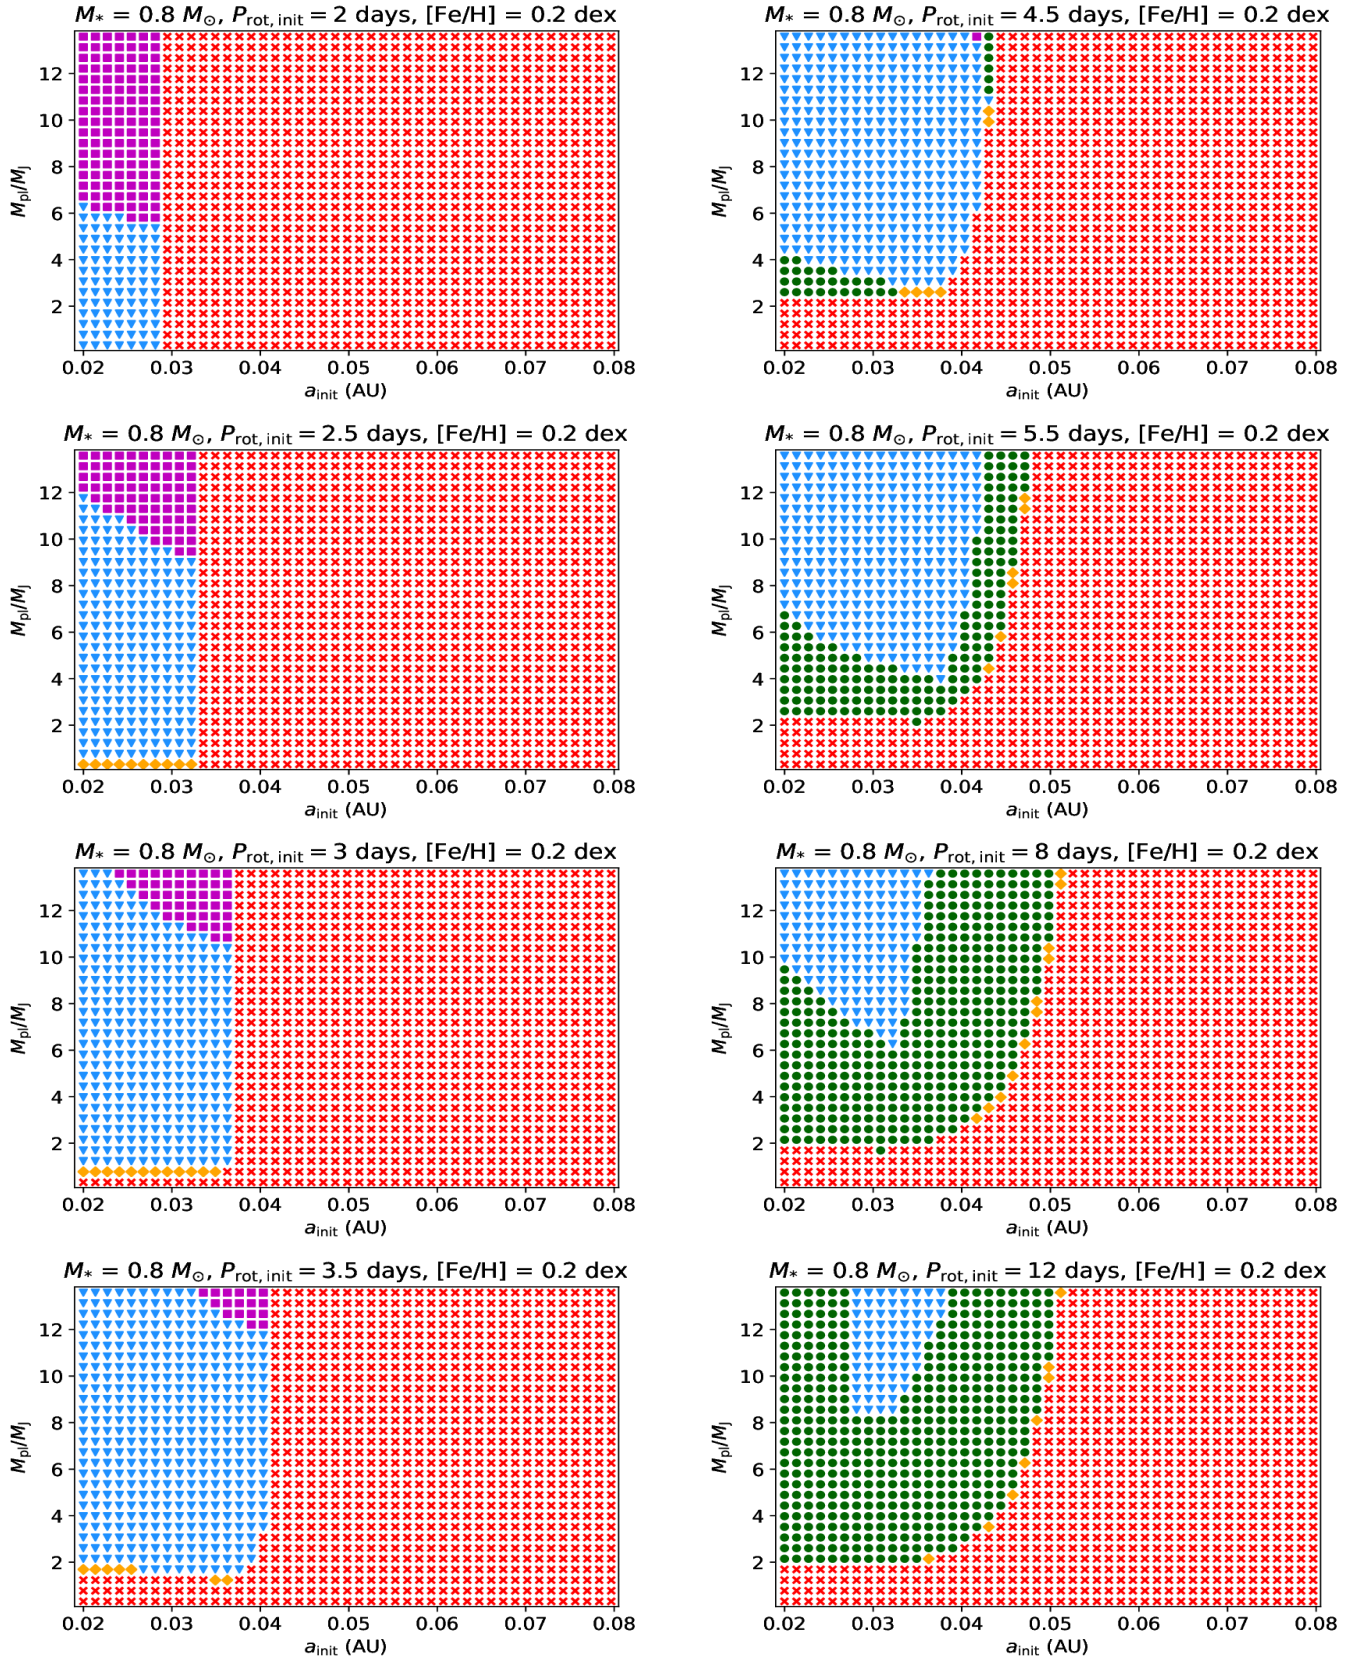 M* = 0.8 M⊙, Prot, init = 2 days, [Fe/H] = 0.2 dex
12
10
8
6
4
2
Mpl/MJ
0.02 0.03 0.04 0.05 0.06 0.07 0.08
ainit (AU)
M* = 0.8 M⊙, Prot, init = 4.5 days, [Fe/H] = 0.2 dex
12
10
8
6
4
2
Mpl/MJ
0.02 0.03 0.04 0.05 0.06 0.07 0.08
ainit (AU)
M* = 0.8 M⊙, Prot, init = 2.5 days, [Fe/H] = 0.2 dex
12
10
8
6
4
2
Mpl/MJ
0.02 0.03 0.04 0.05 0.06 0.07 0.08
ainit (AU)
M* = 0.8 M⊙, Prot, init = 5.5 days, [Fe/H] = 0.2 dex
12
10
8
6
4
2
Mpl/MJ
0.02 0.03 0.04 0.05 0.06 0.07 0.08
ainit (AU)
M* = 0.8 M⊙, Prot, init = 3 days, [Fe/H] = 0.2 dex
12
10
8
6
4
2
Mpl/MJ
0.02 0.03 0.04 0.05 0.06 0.07 0.08
ainit (AU)
M* = 0.8 M⊙, Prot, init = 8 days, [Fe/H] = 0.2 dex
12
10
8
6
4
2
Mpl/MJ
0.02 0.03 0.04 0.05 0.06 0.07 0.08
ainit (AU)
M* = 0.8 M⊙, Prot, init = 3.5 days, [Fe/H] = 0.2 dex
12
10
8
6
4
2
Mpl/MJ
0.02 0.03 0.04 0.05 0.06 0.07 0.08
ainit (AU)
M* = 0.8 M⊙, Prot, init = 12 days, [Fe/H] = 0.2 dex
12
10
8
6
4
2
Mpl/MJ
0.02 0.03 0.04 0.05 0.06 0.07 0.08
ainit (AU)